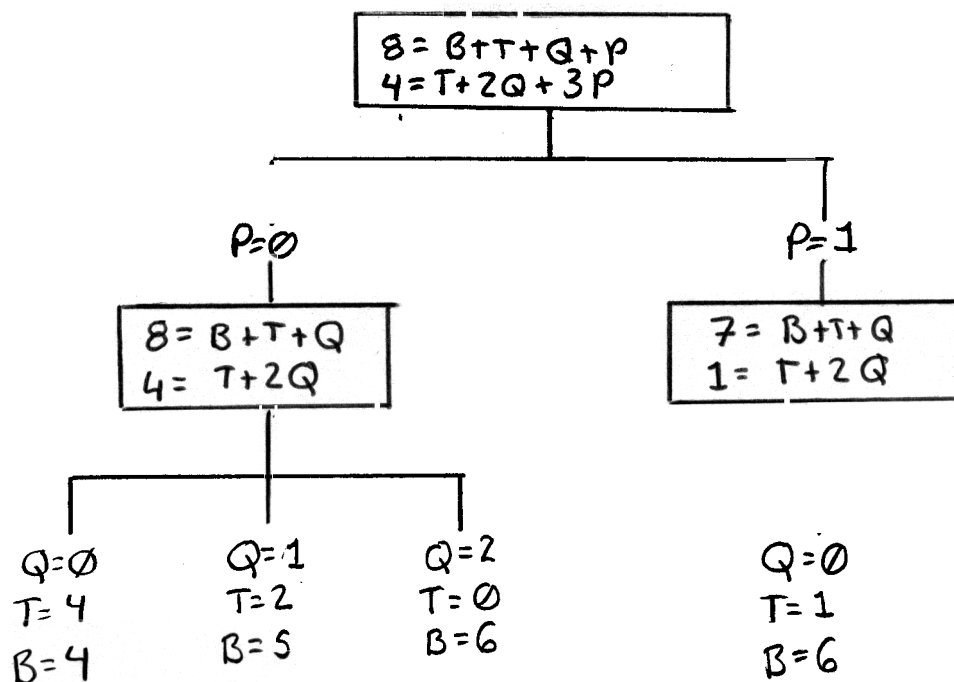 8 = B+T+Q+P
4 = T+2Q+3P
P=∅
P=1
8 = B+T+Q
4 = T+2Q
7 = B+T+Q
1 = T+2Q
Q=∅
T=4
B=4
Q=1
T=2
B=5
Q=2
T=∅
B=6
Q=∅
T=1
B=6